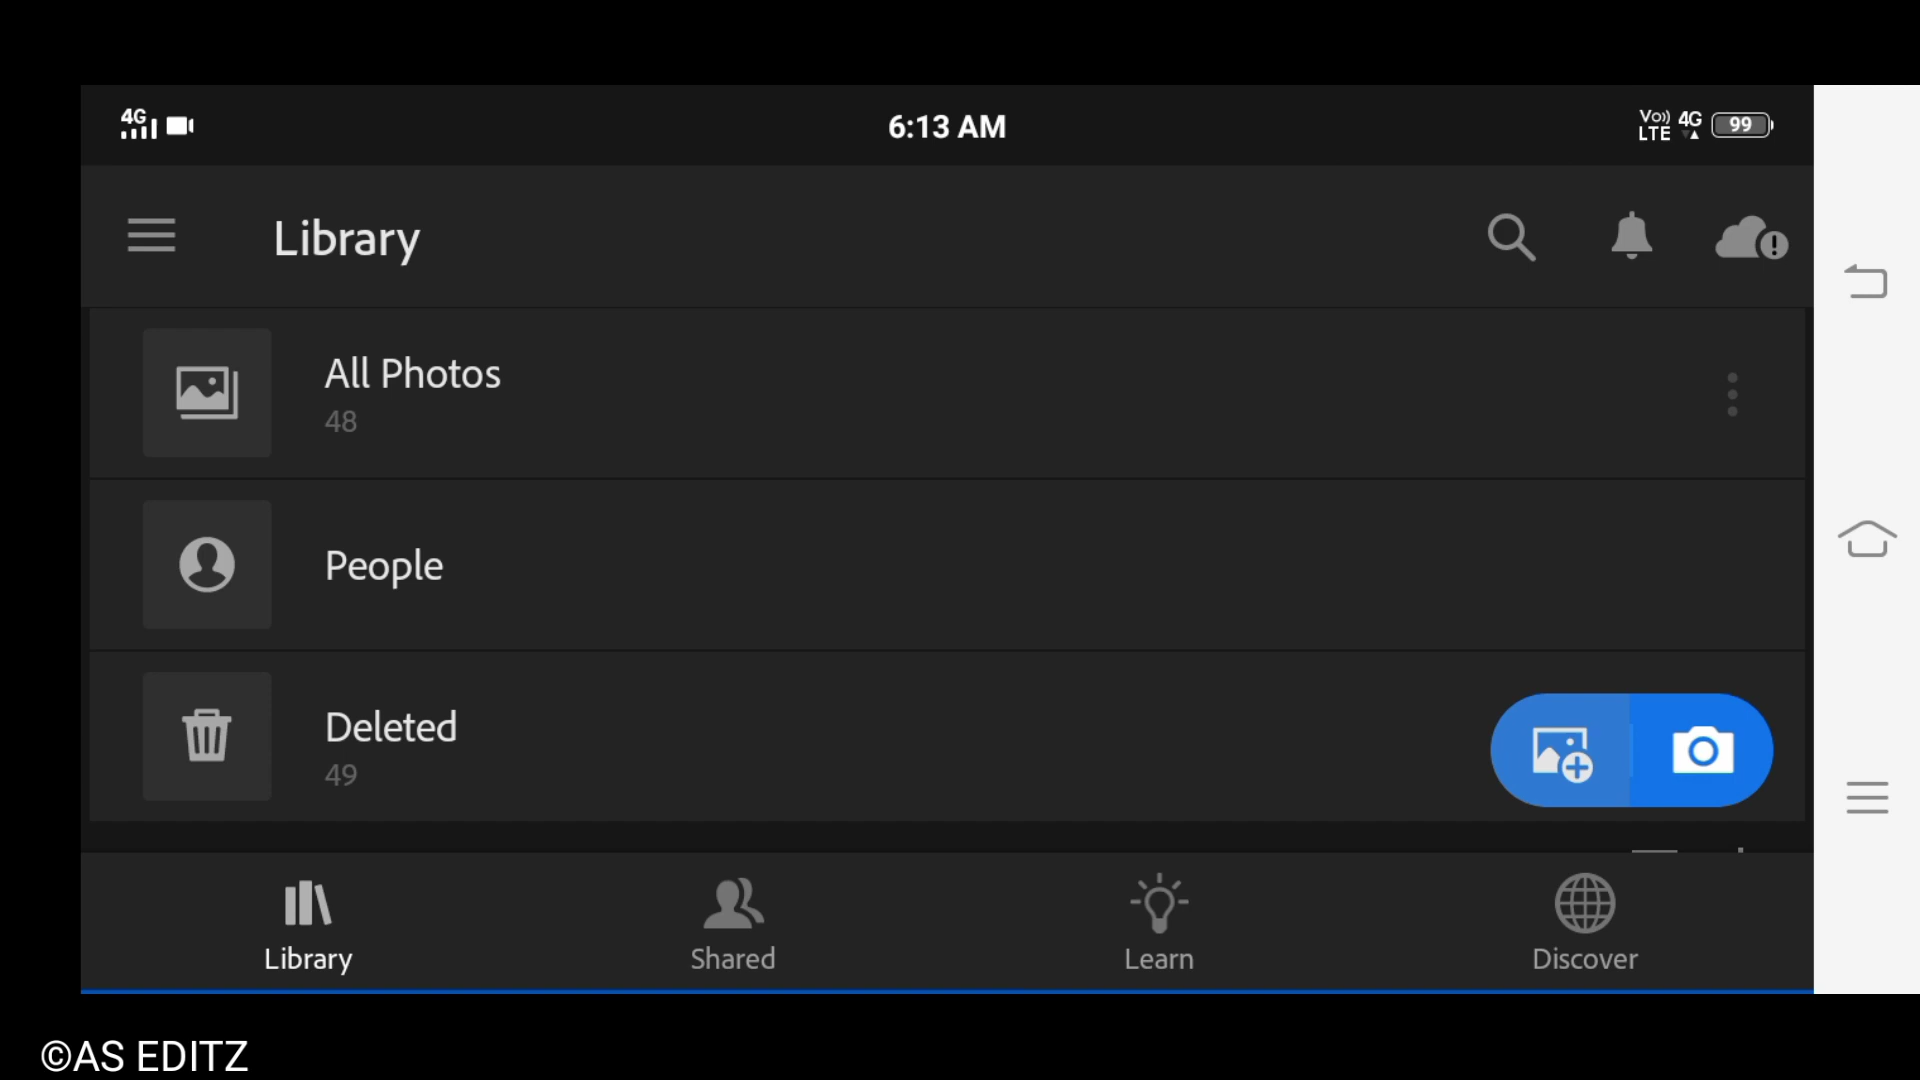 4G
6:13 AM
Vo)) LTE 4G 99
Library
All Photos
48
People
Deleted
49
Library
Shared
Learn
Discover
©AS EDITZ